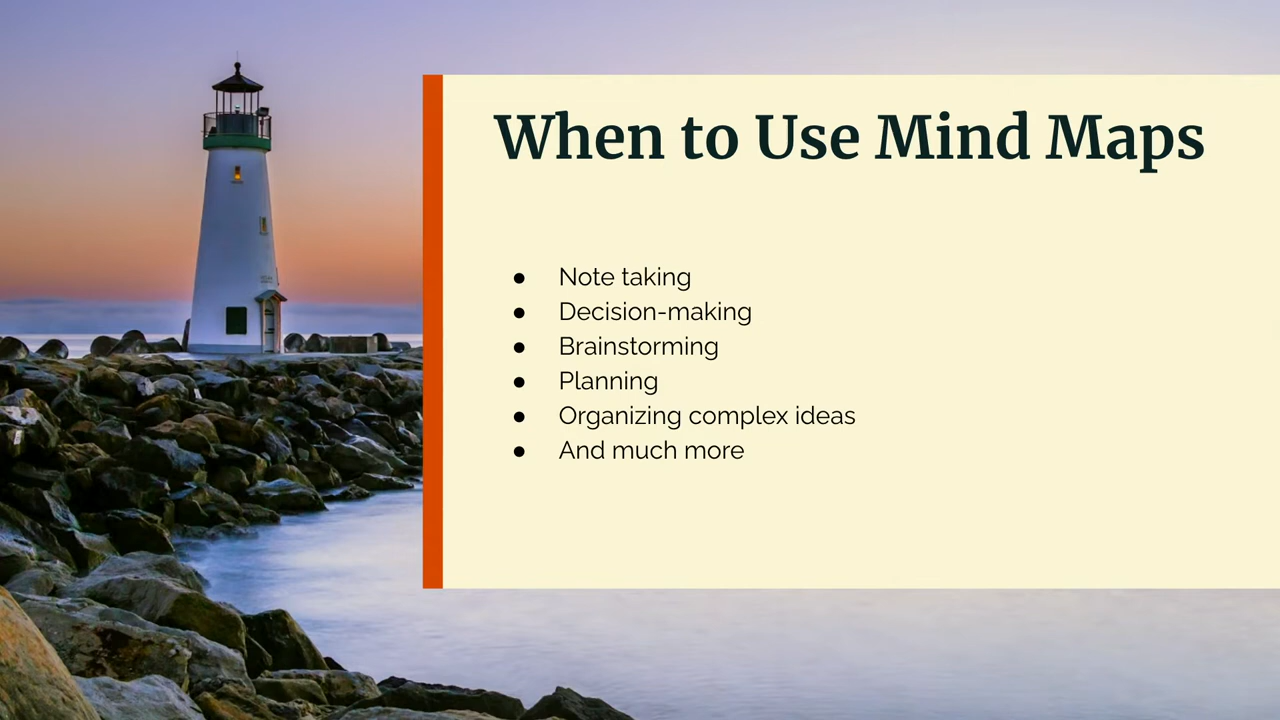 When to Use Mind Maps
● Note taking
● Decision-making
● Brainstorming
● Planning
● Organizing complex ideas
● And much more